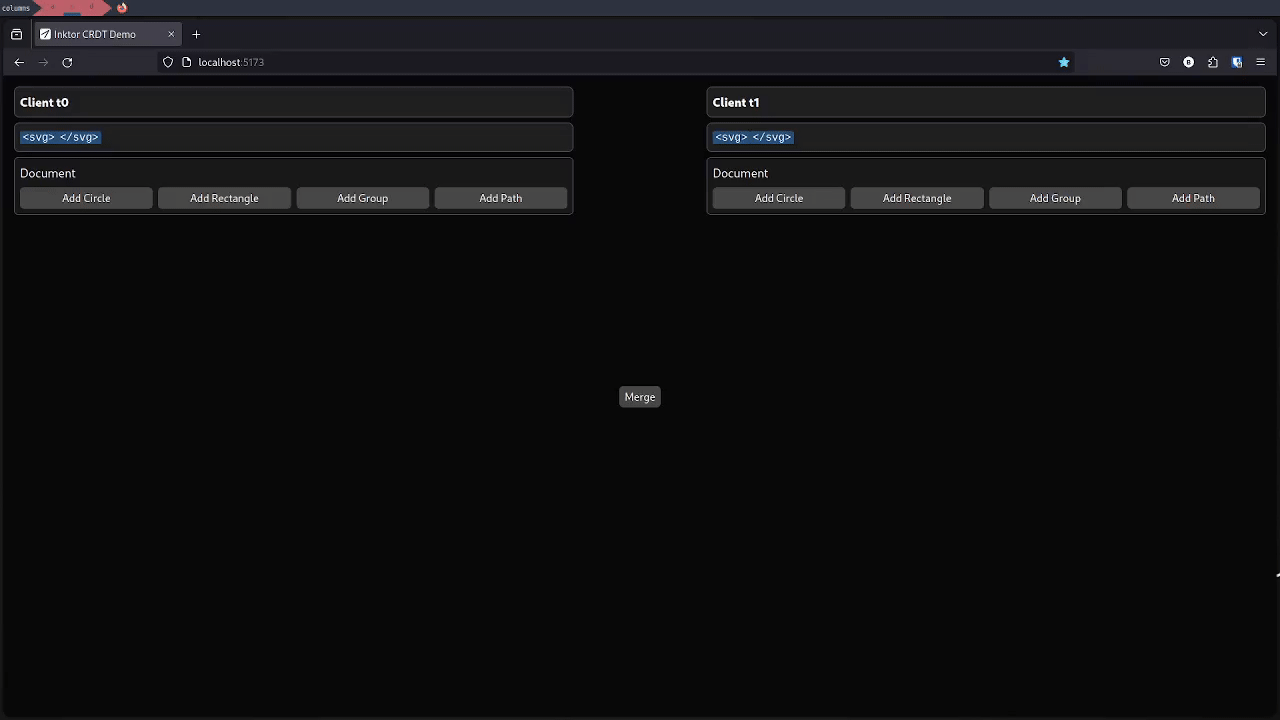 columns
Inktor CRDT Demo
localhost:5173
Client t0
<svg> </svg>
Document
Add Circle Add Rectangle Add Group Add Path
Client t1
<svg> </svg>
Document
Add Circle Add Rectangle Add Group Add Path
Merge